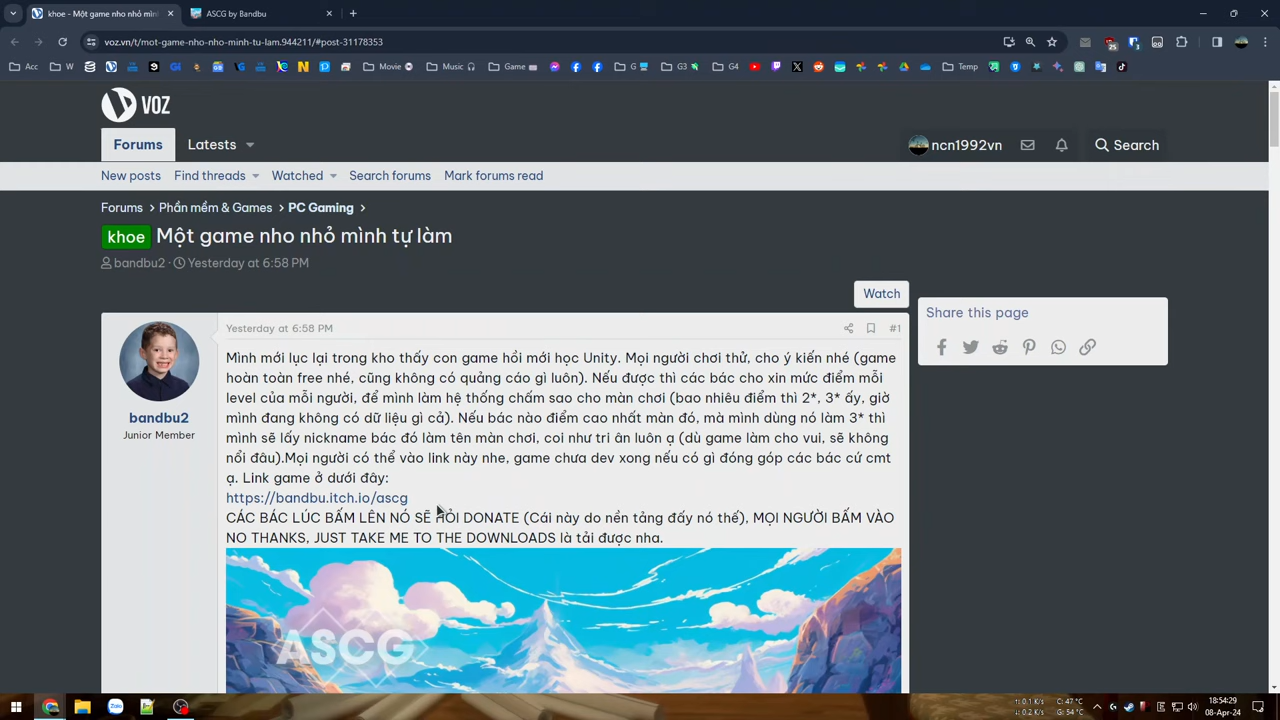 khoe - Một game nho nhỏ mình
ASCG by Bandbu
voz.vn/t/mot-game-nho-nho-minh-tu-lam.944211/#post-31178353
Acc
W
Movie
Music
Game
G
G3
G4
Temp
VOZ
Forums
Latests
ncn1992vn
Search
New posts
Find threads
Watched
Search forums
Mark forums read
Forums
Phần mềm & Games
PC Gaming
khoe Một game nho nhỏ mình tự làm
bandbu2 · Yesterday at 6:58 PM
Watch
Share this page
Yesterday at 6:58 PM
#1
bandbu2
Junior Member
Mình mới lục lại trong kho thấy con game hồi mới học Unity. Mọi người chơi thử, cho ý kiến nhé (game
hoàn toàn free nhé, cũng không có quảng cáo gì luôn). Nếu được thì các bác cho xin mức điểm mỗi
level của mỗi người, để mình làm hệ thống chấm sao cho màn chơi (bao nhiêu điểm thì 2*, 3* ấy, giờ
mình đang không có dữ liệu gì cả). Nếu bác nào điểm cao nhất màn đó, mà mình dùng nó làm 3* thì
mình sẽ lấy nickname bác đó làm tên màn chơi, coi như tri ân luôn ạ (dù game làm cho vui, sẽ không
nổi đâu).Mọi người có thể vào link này nhe, game chưa dev xong nếu có gì đóng góp các bác cứ cmt
ạ. Link game ở dưới đây:
https://bandbu.itch.io/ascg
CÁC BÁC LÚC BẤM LÊN NÓ SẼ HỎI DONATE (Cái này do nền tảng đấy nó thế), MỌI NGƯỜI BẤM VÀO
NO THANKS, JUST TAKE ME TO THE DOWNLOADS là tải được nha.
ASCG
↑: 0.1 K/s
↓: 0.2 K/s
C: 47 °C
G: 54 °C
18:54:29
08-Apr-24